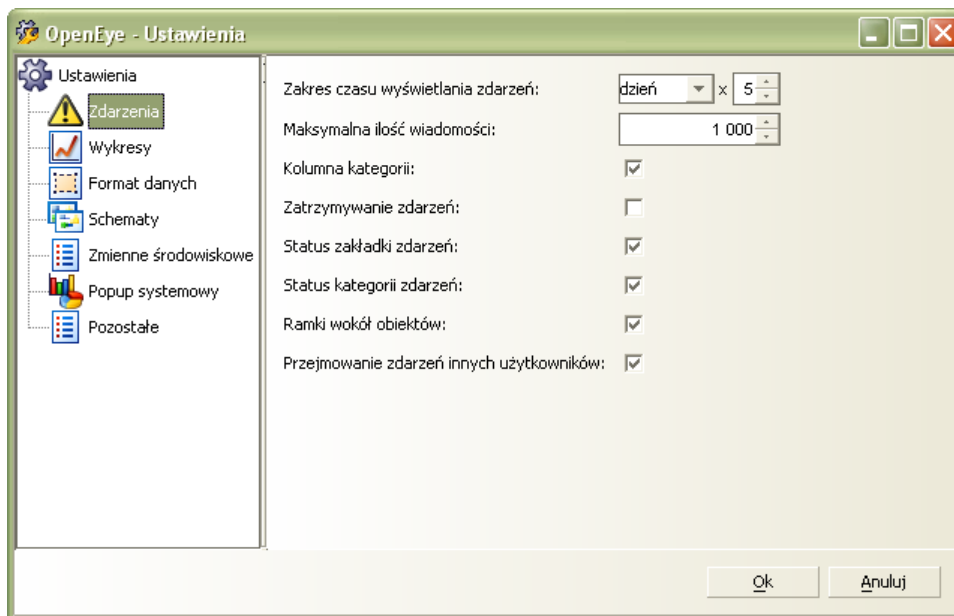 OpenEye - Ustawienia
Ustawienia
Zdarzenia
Wykresy
Format danych
Schematy
Zmienne środowiskowe
Popup systemowy
Pozostałe
Zakres czasu wyświetlania zdarzeń: dzień x 5
Maksymalna ilość wiadomości: 1 000
Kolumna kategorii:
Zatrzymywanie zdarzeń:
Status zakładki zdarzeń:
Status kategorii zdarzeń:
Ramki wokół obiektów:
Przejmowanie zdarzeń innych użytkowników:
Ok Anuluj